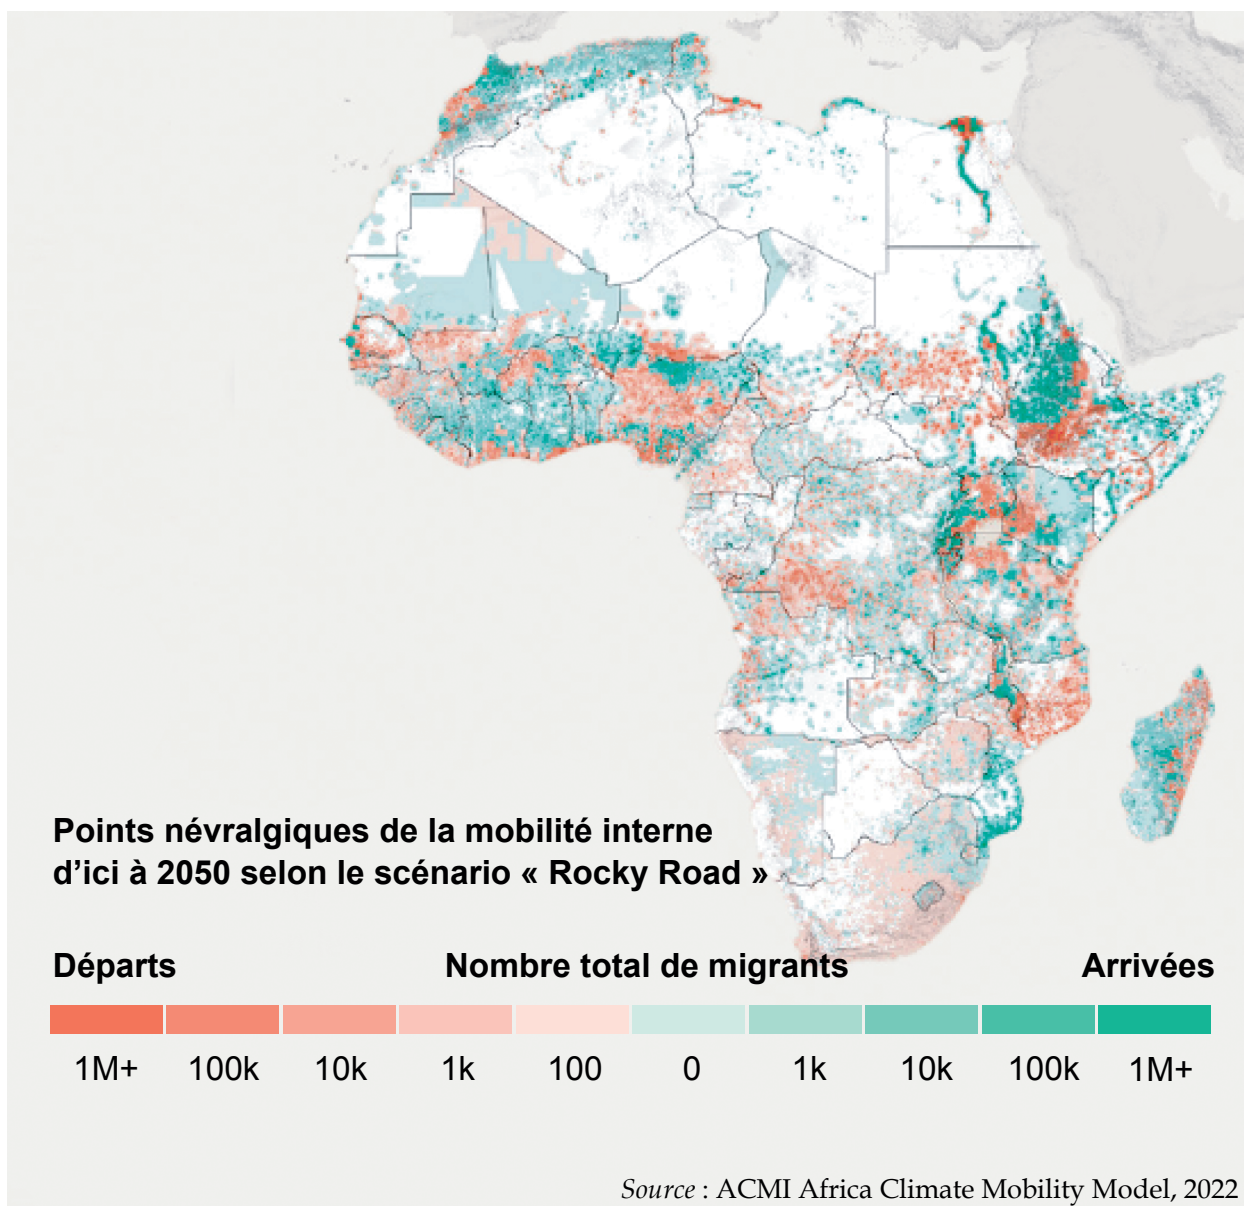 Points névralgiques de la mobilité interne
d’ici à 2050 selon le scénario « Rocky Road »
Départs Nombre total de migrants Arrivées
1M+ 100k 10k 1k 100 0 1k 10k 100k 1M+
Source : ACMI Africa Climate Mobility Model, 2022